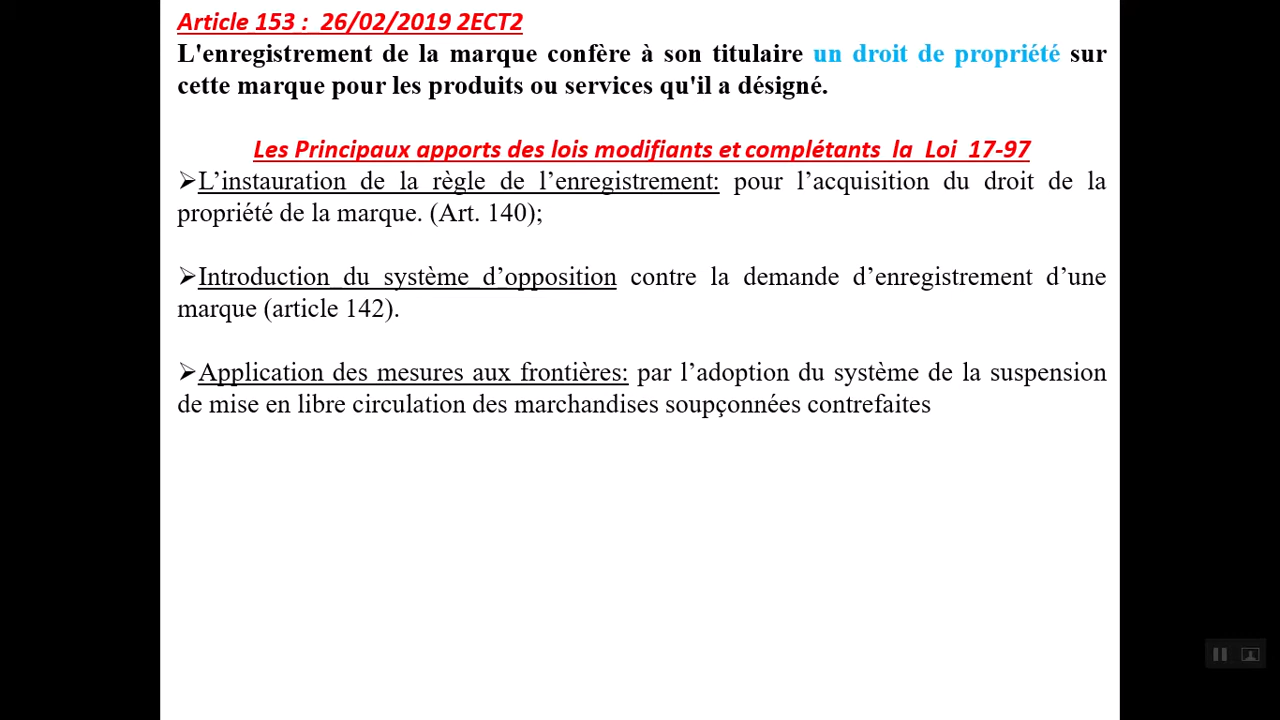 Article 153 : 26/02/2019 2ECT2
L'enregistrement de la marque confère à son titulaire un droit de propriété sur
cette marque pour les produits ou services qu'il a désigné.
Les Principaux apports des lois modifiants et complétants la Loi 17-97
➢L’instauration de la règle de l’enregistrement: pour l’acquisition du droit de la
propriété de la marque. (Art. 140);
➢Introduction du système d’opposition contre la demande d’enregistrement d’une
marque (article 142).
➢Application des mesures aux frontières: par l’adoption du système de la suspension
de mise en libre circulation des marchandises soupçonnées contrefaites